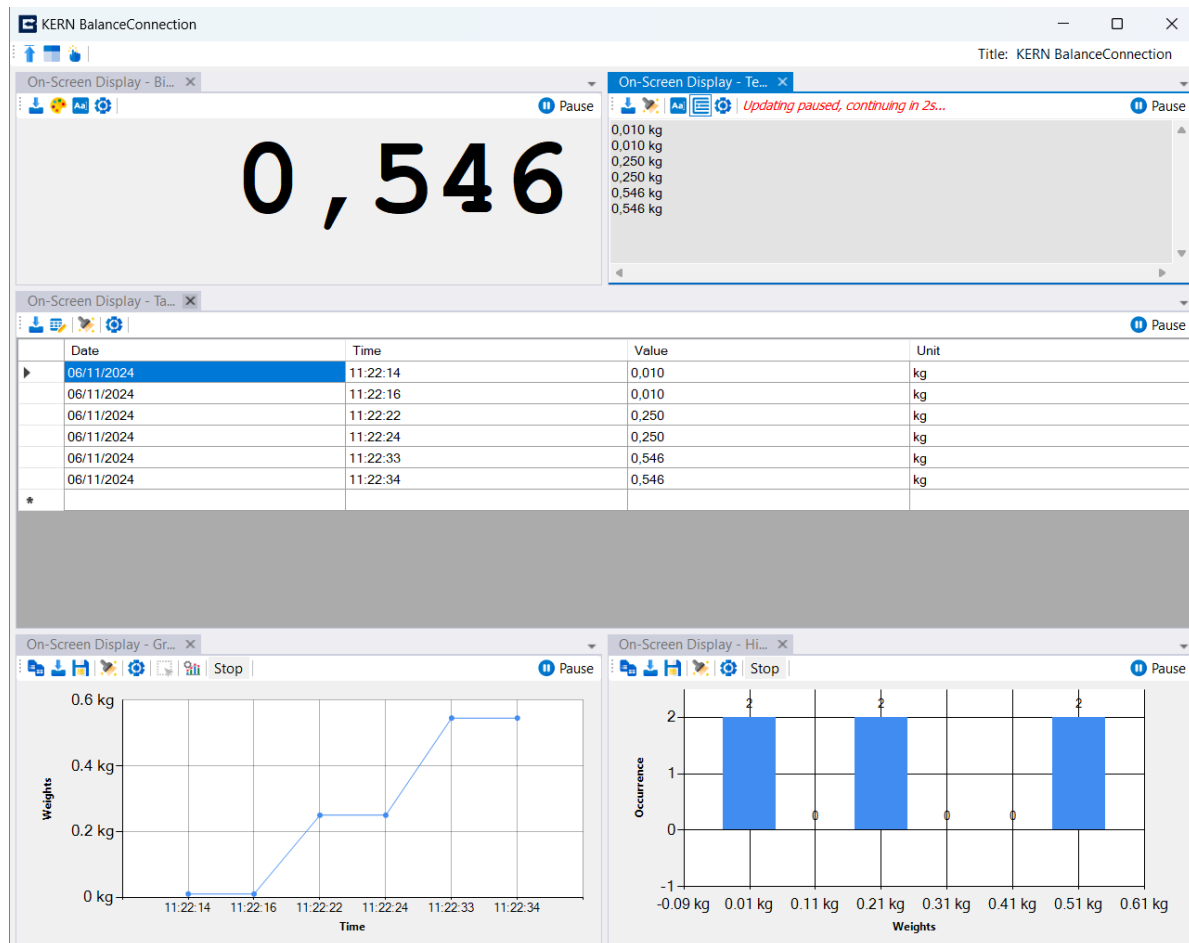 KERN BalanceConnection
Title: KERN BalanceConnection
On-Screen Display - Bi...
Pause
0,546
On-Screen Display - Te...
Aa Updating paused, continuing in 2s... Pause
0,010 kg
0,010 kg
0,250 kg
0,250 kg
0,546 kg
0,546 kg
On-Screen Display - Ta...
Pause
Date Time Value Unit
06/11/2024 11:22:14 0,010 kg
06/11/2024 11:22:16 0,010 kg
06/11/2024 11:22:22 0,250 kg
06/11/2024 11:22:24 0,250 kg
06/11/2024 11:22:33 0,546 kg
06/11/2024 11:22:34 0,546 kg
*
On-Screen Display - Gr...
Stop Pause
0.6 kg
0.4 kg
0.2 kg
0 kg
Weights
11:22:14 11:22:16 11:22:22 11:22:24 11:22:33 11:22:34
Time
On-Screen Display - Hi...
Stop Pause
2 2 2
2
1
0 0 0
0
-1
Occurrence
-0.09 kg 0.01 kg 0.11 kg 0.21 kg 0.31 kg 0.41 kg 0.51 kg 0.61 kg
Weights